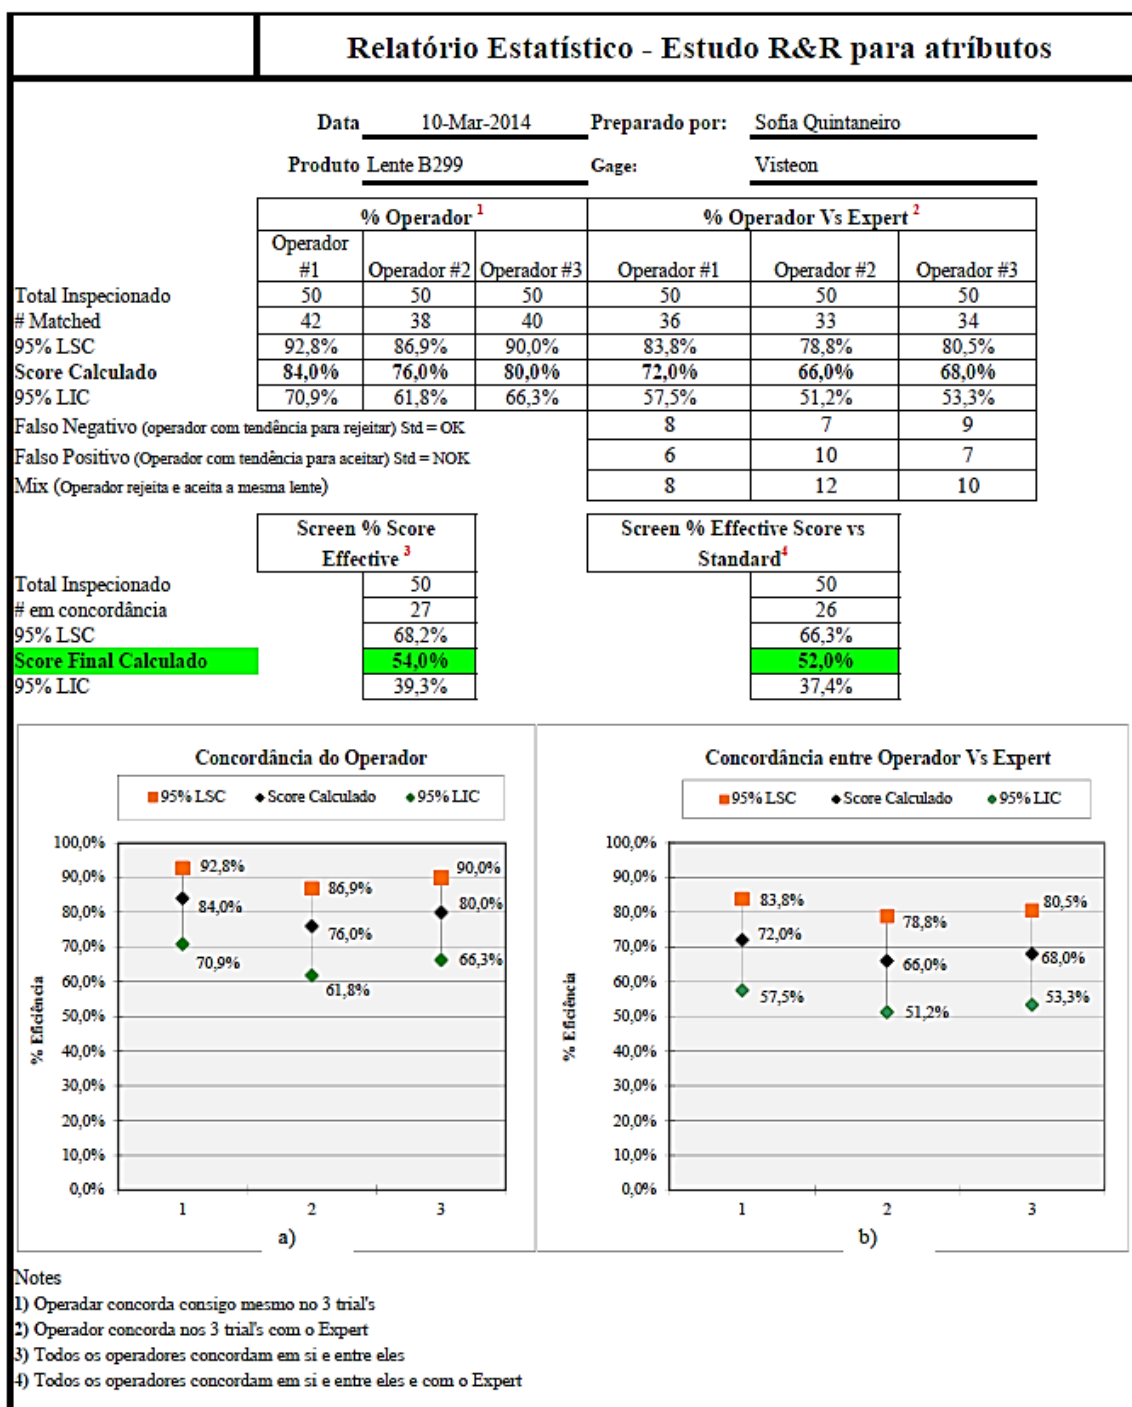 Relatório Estatístico - Estudo R&R para atríbutos
Data 10-Mar-2014 Preparado por: Sofia Quintaneiro
Produto Lente B299 Gage: Visteon
% Operador 1 % Operador Vs Expert 2
Operador #1 Operador #2 Operador #3 Operador #1 Operador #2 Operador #3
Total Inspecionado 50 50 50 50 50 50
# Matched 42 38 40 36 33 34
95% LSC 92,8% 86,9% 90,0% 83,8% 78,8% 80,5%
Score Calculado 84,0% 76,0% 80,0% 72,0% 66,0% 68,0%
95% LIC 70,9% 61,8% 66,3% 57,5% 51,2% 53,3%
Falso Negativo (operador com tendência para rejeitar) Std = OK 8 7 9
Falso Positivo (Operador com tendência para aceitar) Std = NOK 6 10 7
Mix (Operador rejeita e aceita a mesma lente) 8 12 10
Screen % Score Screen % Effective Score vs
Effective 3 Standard4
Total Inspecionado 50 50
# em concordância 27 26
95% LSC 68,2% 66,3%
Score Final Calculado 54,0% 52,0%
95% LIC 39,3% 37,4%
Concordância do Operador
95% LSC Score Calculado 95% LIC
% Eficiência
100,0%
90,0%
80,0%
70,0%
60,0%
50,0%
40,0%
30,0%
20,0%
10,0%
0,0%
92,8% 86,9% 90,0%
84,0% 76,0% 80,0%
70,9% 61,8% 66,3%
1 2 3
a)
Concordância entre Operador Vs Expert
95% LSC Score Calculado 95% LIC
% Eficiência
100,0%
90,0%
80,0%
70,0%
60,0%
50,0%
40,0%
30,0%
20,0%
10,0%
0,0%
83,8% 78,8% 80,5%
72,0% 66,0% 68,0%
57,5% 51,2% 53,3%
1 2 3
b)
Notes
1) Operadar concorda consigo mesmo no 3 trial's
2) Operador concorda nos 3 trial's com o Expert
3) Todos os operadores concordam em si e entre eles
4) Todos os operadores concordam em si e entre eles e com o Expert